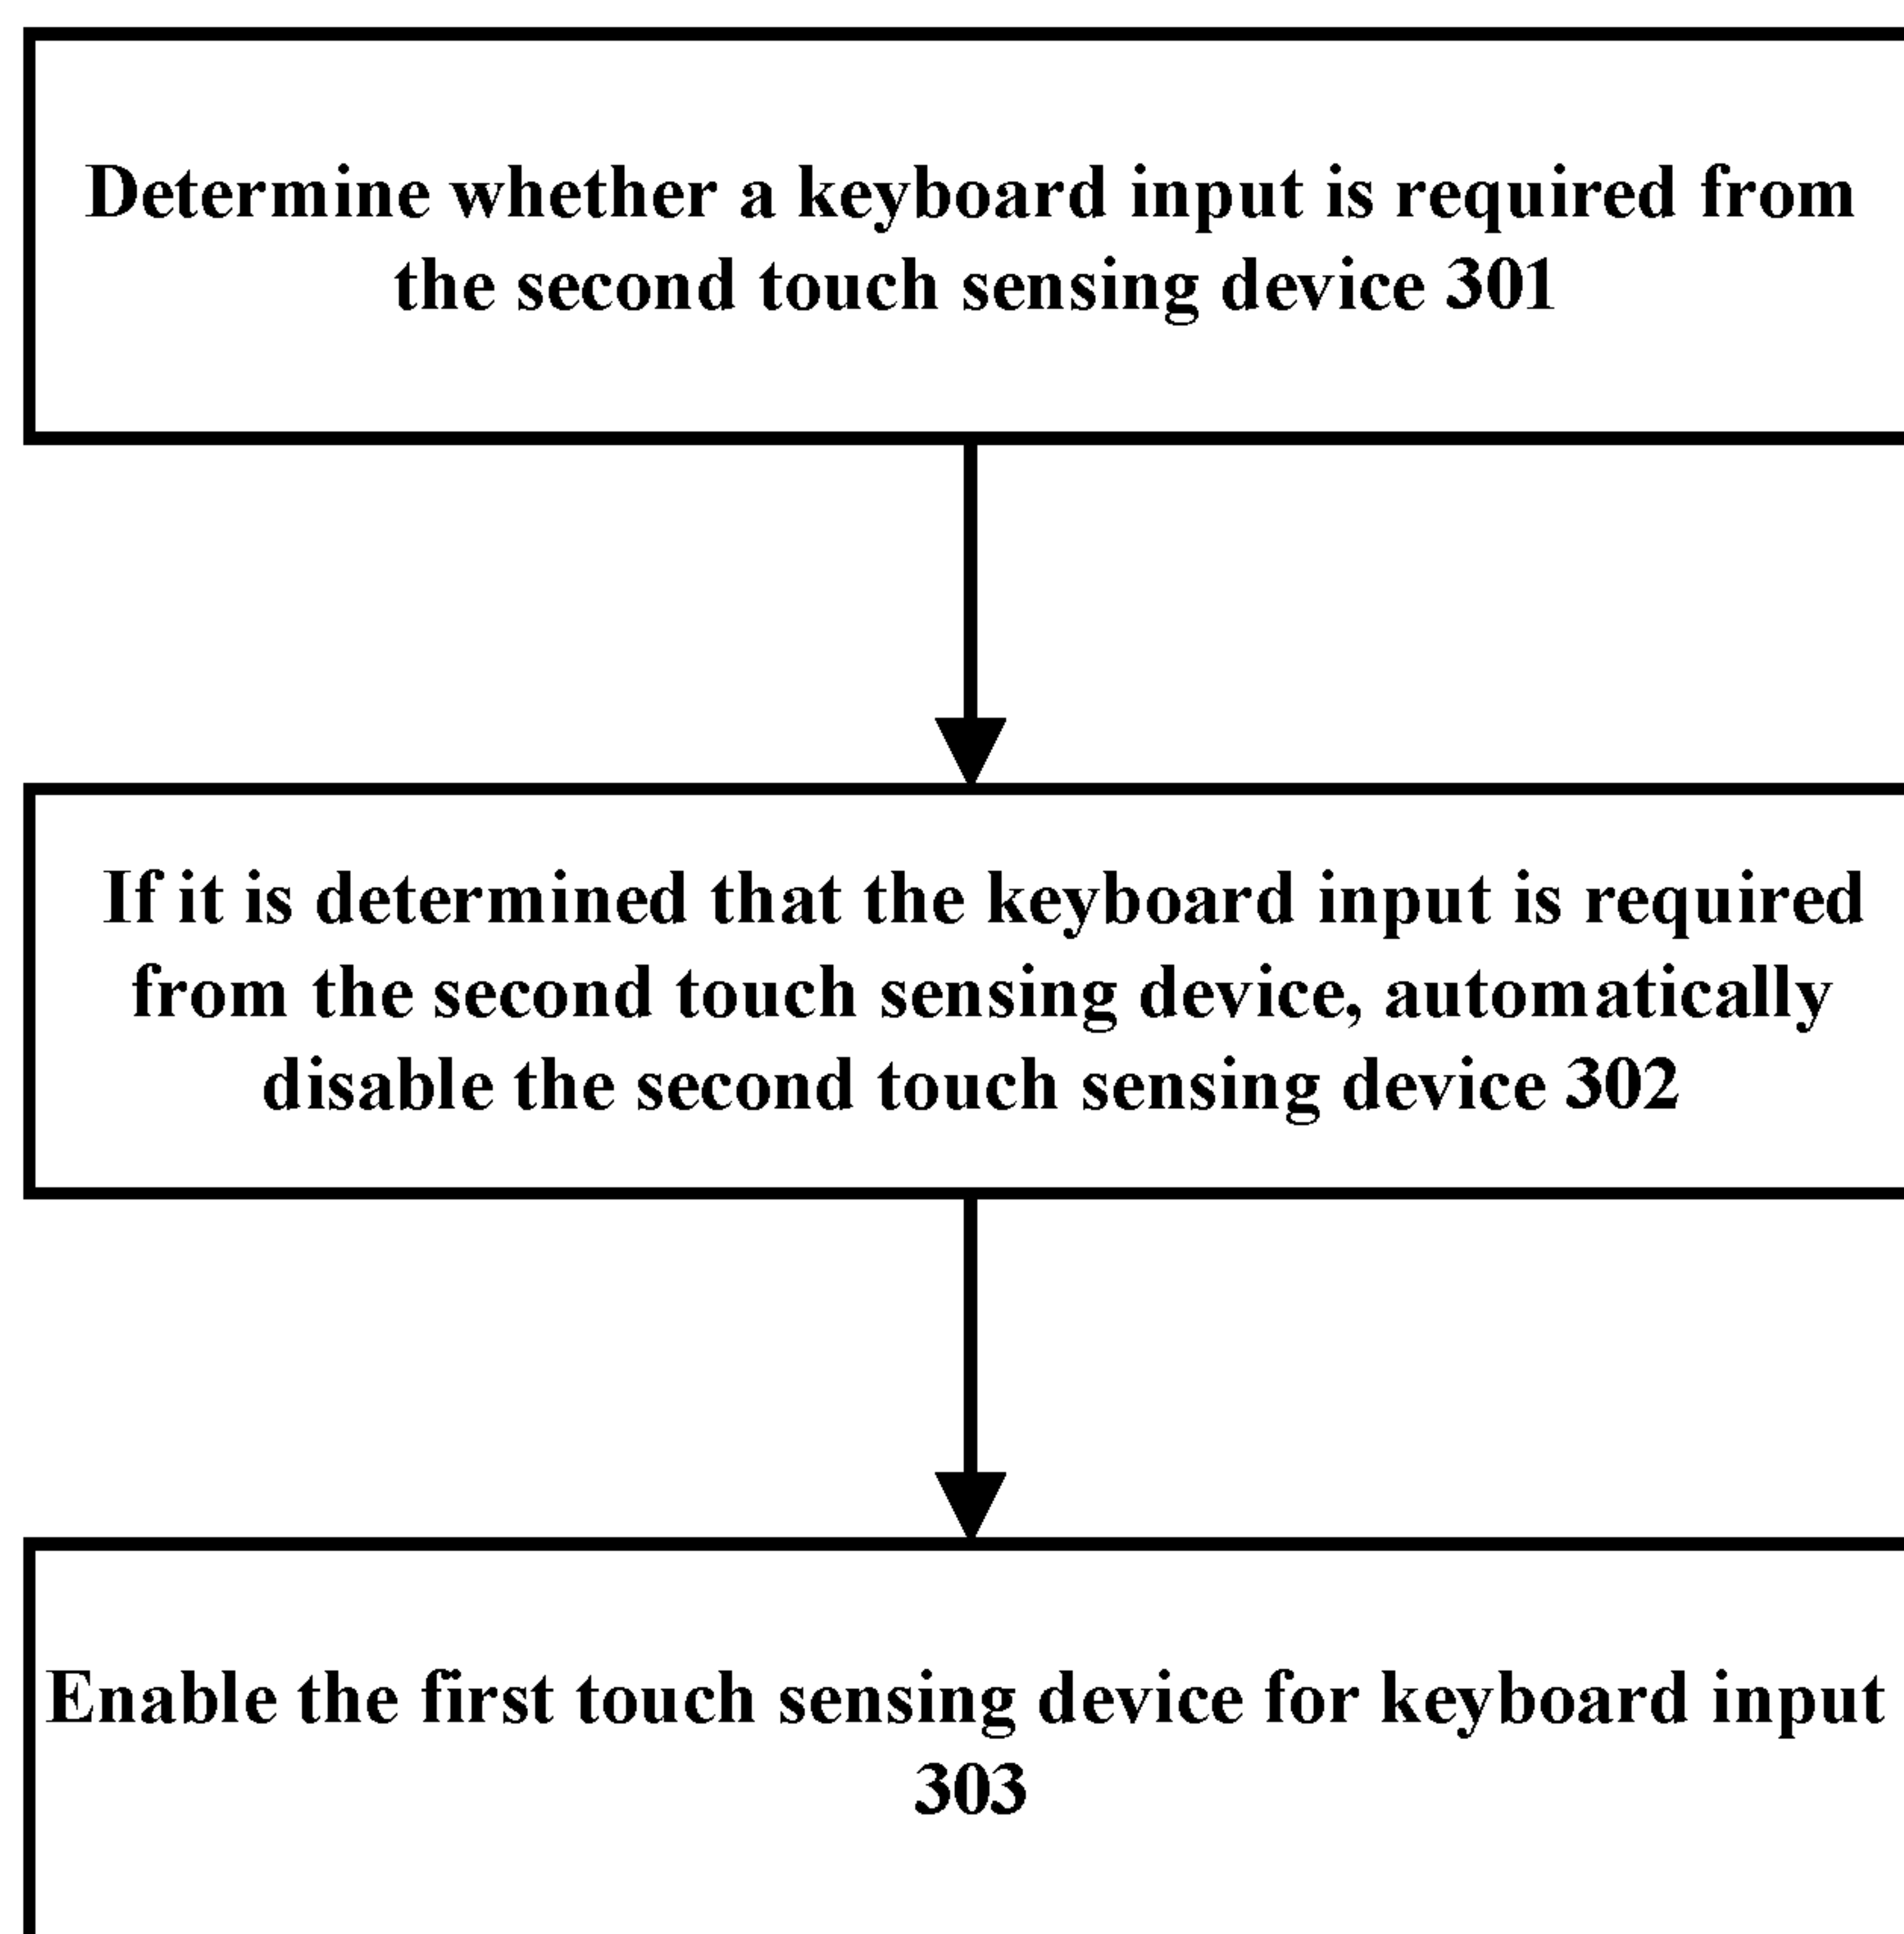 Determine whether a keyboard input is required from
the second touch sensing device 301
If it is determined that the keyboard input is required
from the second touch sensing device, automatically
disable the second touch sensing device 302
Enable the first touch sensing device for keyboard input
303